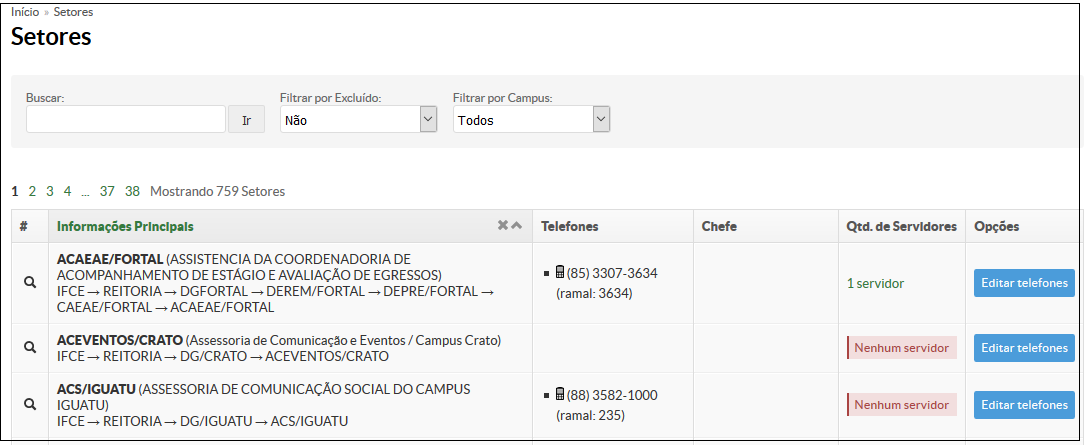 Início » Setores
Setores
Buscar:
Filtrar por Excluído:
Filtrar por Campus:
Ir
Não
Todos
1 2 3 4 ... 37 38 Mostrando 759 Setores
# Informações Principais Telefones Chefe Qtd. de Servidores Opções
ACAEAE/FORTAL (ASSISTENCIA DA COORDENADORIA DE
ACOMPANHAMENTO DE ESTÁGIO E AVALIAÇÃO DE EGRESSOS)
IFCE → REITORIA → DGFORTAL → DEREM/FORTAL → DEPRE/FORTAL →
CAEAE/FORTAL → ACAEAE/FORTAL
(85) 3307-3634
(ramal: 3634)
1 servidor
Editar telefones
ACEVENTOS/CRATO (Assessoria de Comunicação e Eventos / Campus Crato)
IFCE → REITORIA → DG/CRATO → ACEVENTOS/CRATO
Nenhum servidor
Editar telefones
ACS/IGUATU (ASSESSORIA DE COMUNICAÇÃO SOCIAL DO CAMPUS
IGUATU)
IFCE → REITORIA → DG/IGUATU → ACS/IGUATU
(88) 3582-1000
(ramal: 235)
Nenhum servidor
Editar telefones